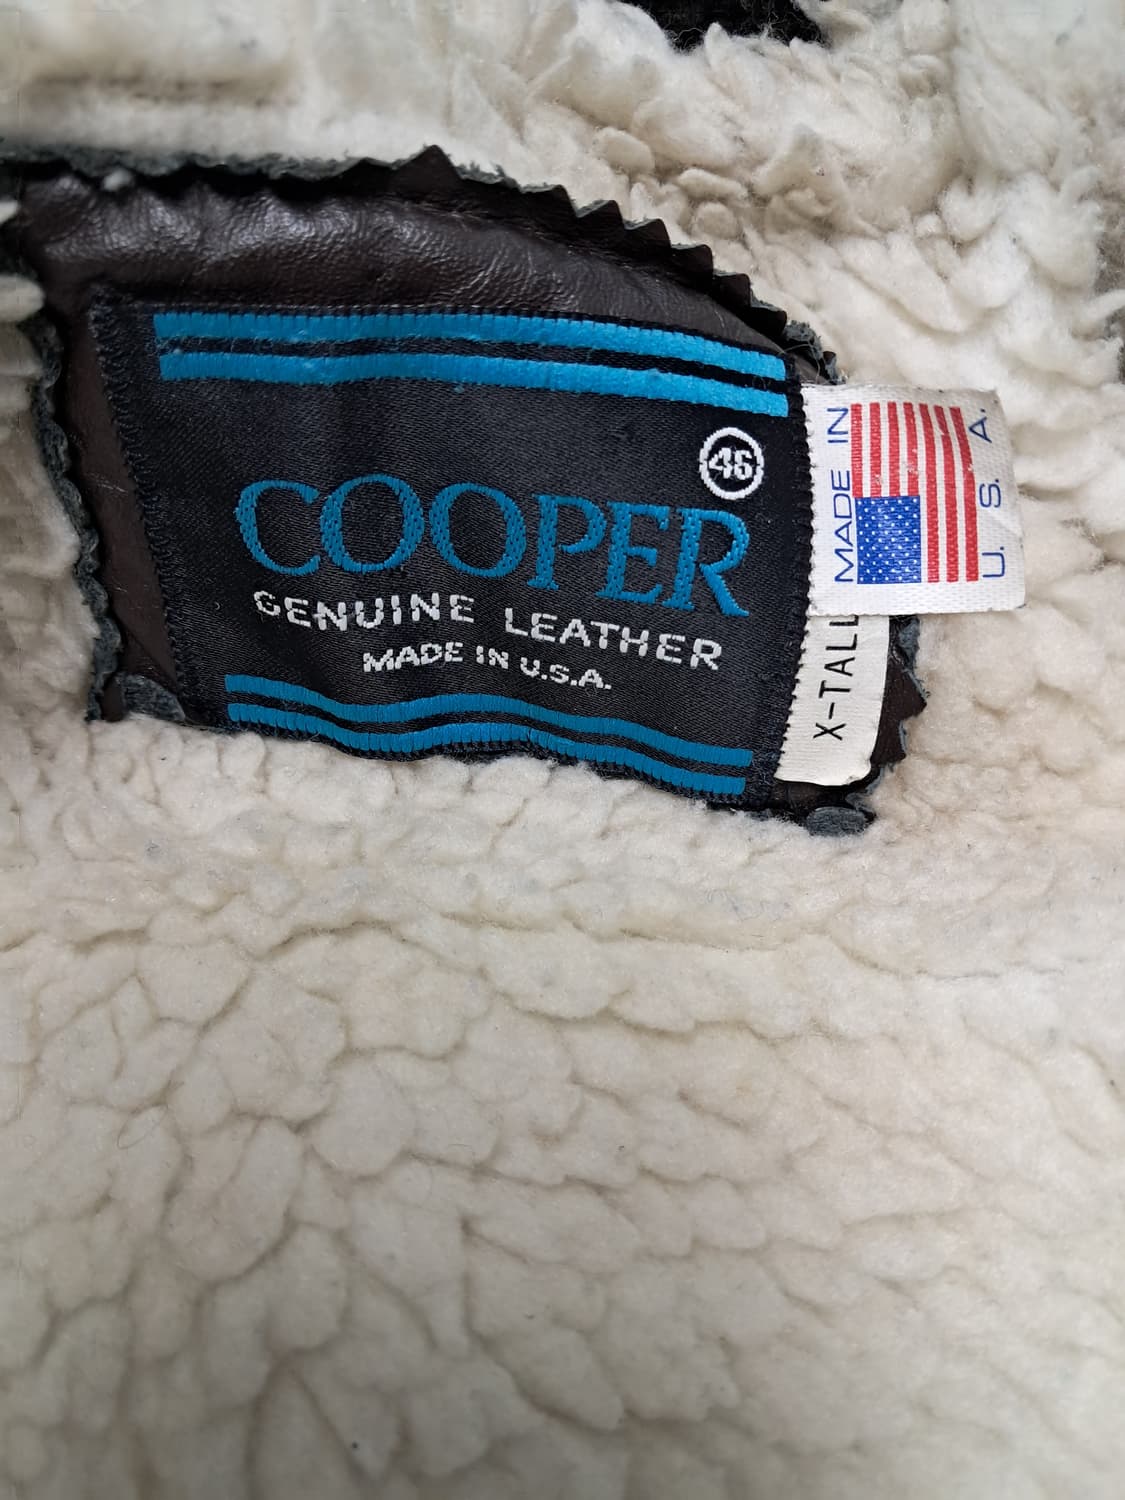 46
COOPER
GENUINE LEATHER
MADE IN U.S.A.
MADE IN
U. S. A.
X-TALL